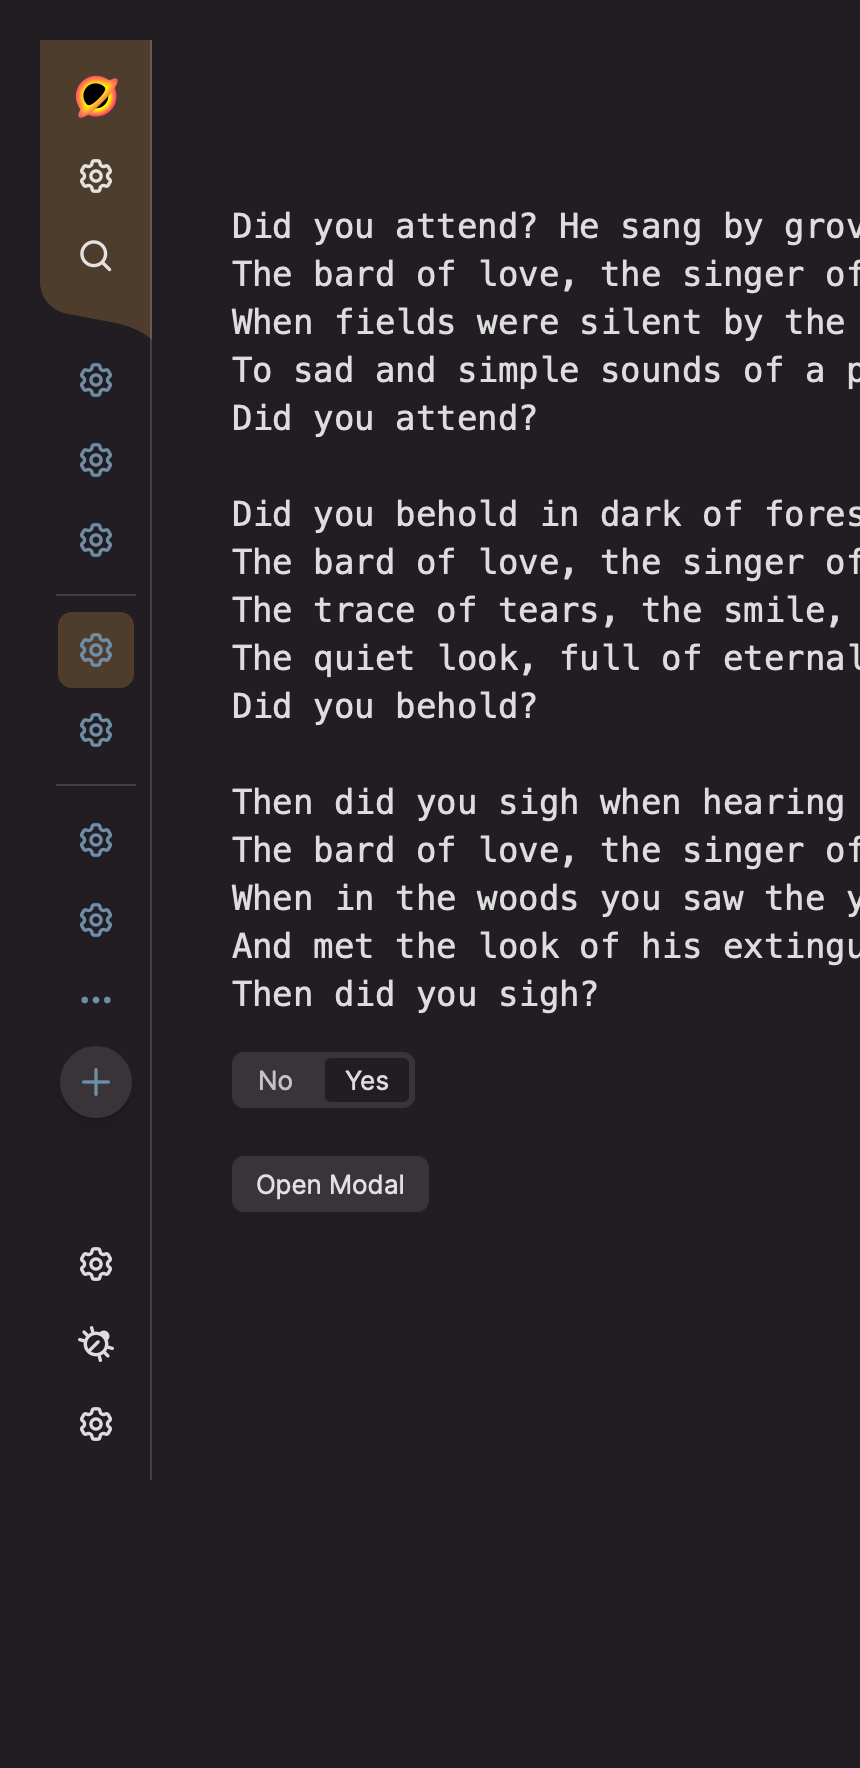 Did you attend? He sang by
The bard of love, the singer of
When fields were silent by the
To sad and simple sounds of a
Did you attend?

Did you behold in dark of
The bard of love, the singer of
The trace of tears, the smile,
The quiet look, full of eternal
Did you behold?

Then did you sigh when hearing
The bard of love, the singer of
When in the woods you saw the
And met the look of his
Then did you sigh?
No Yes
Open Modal